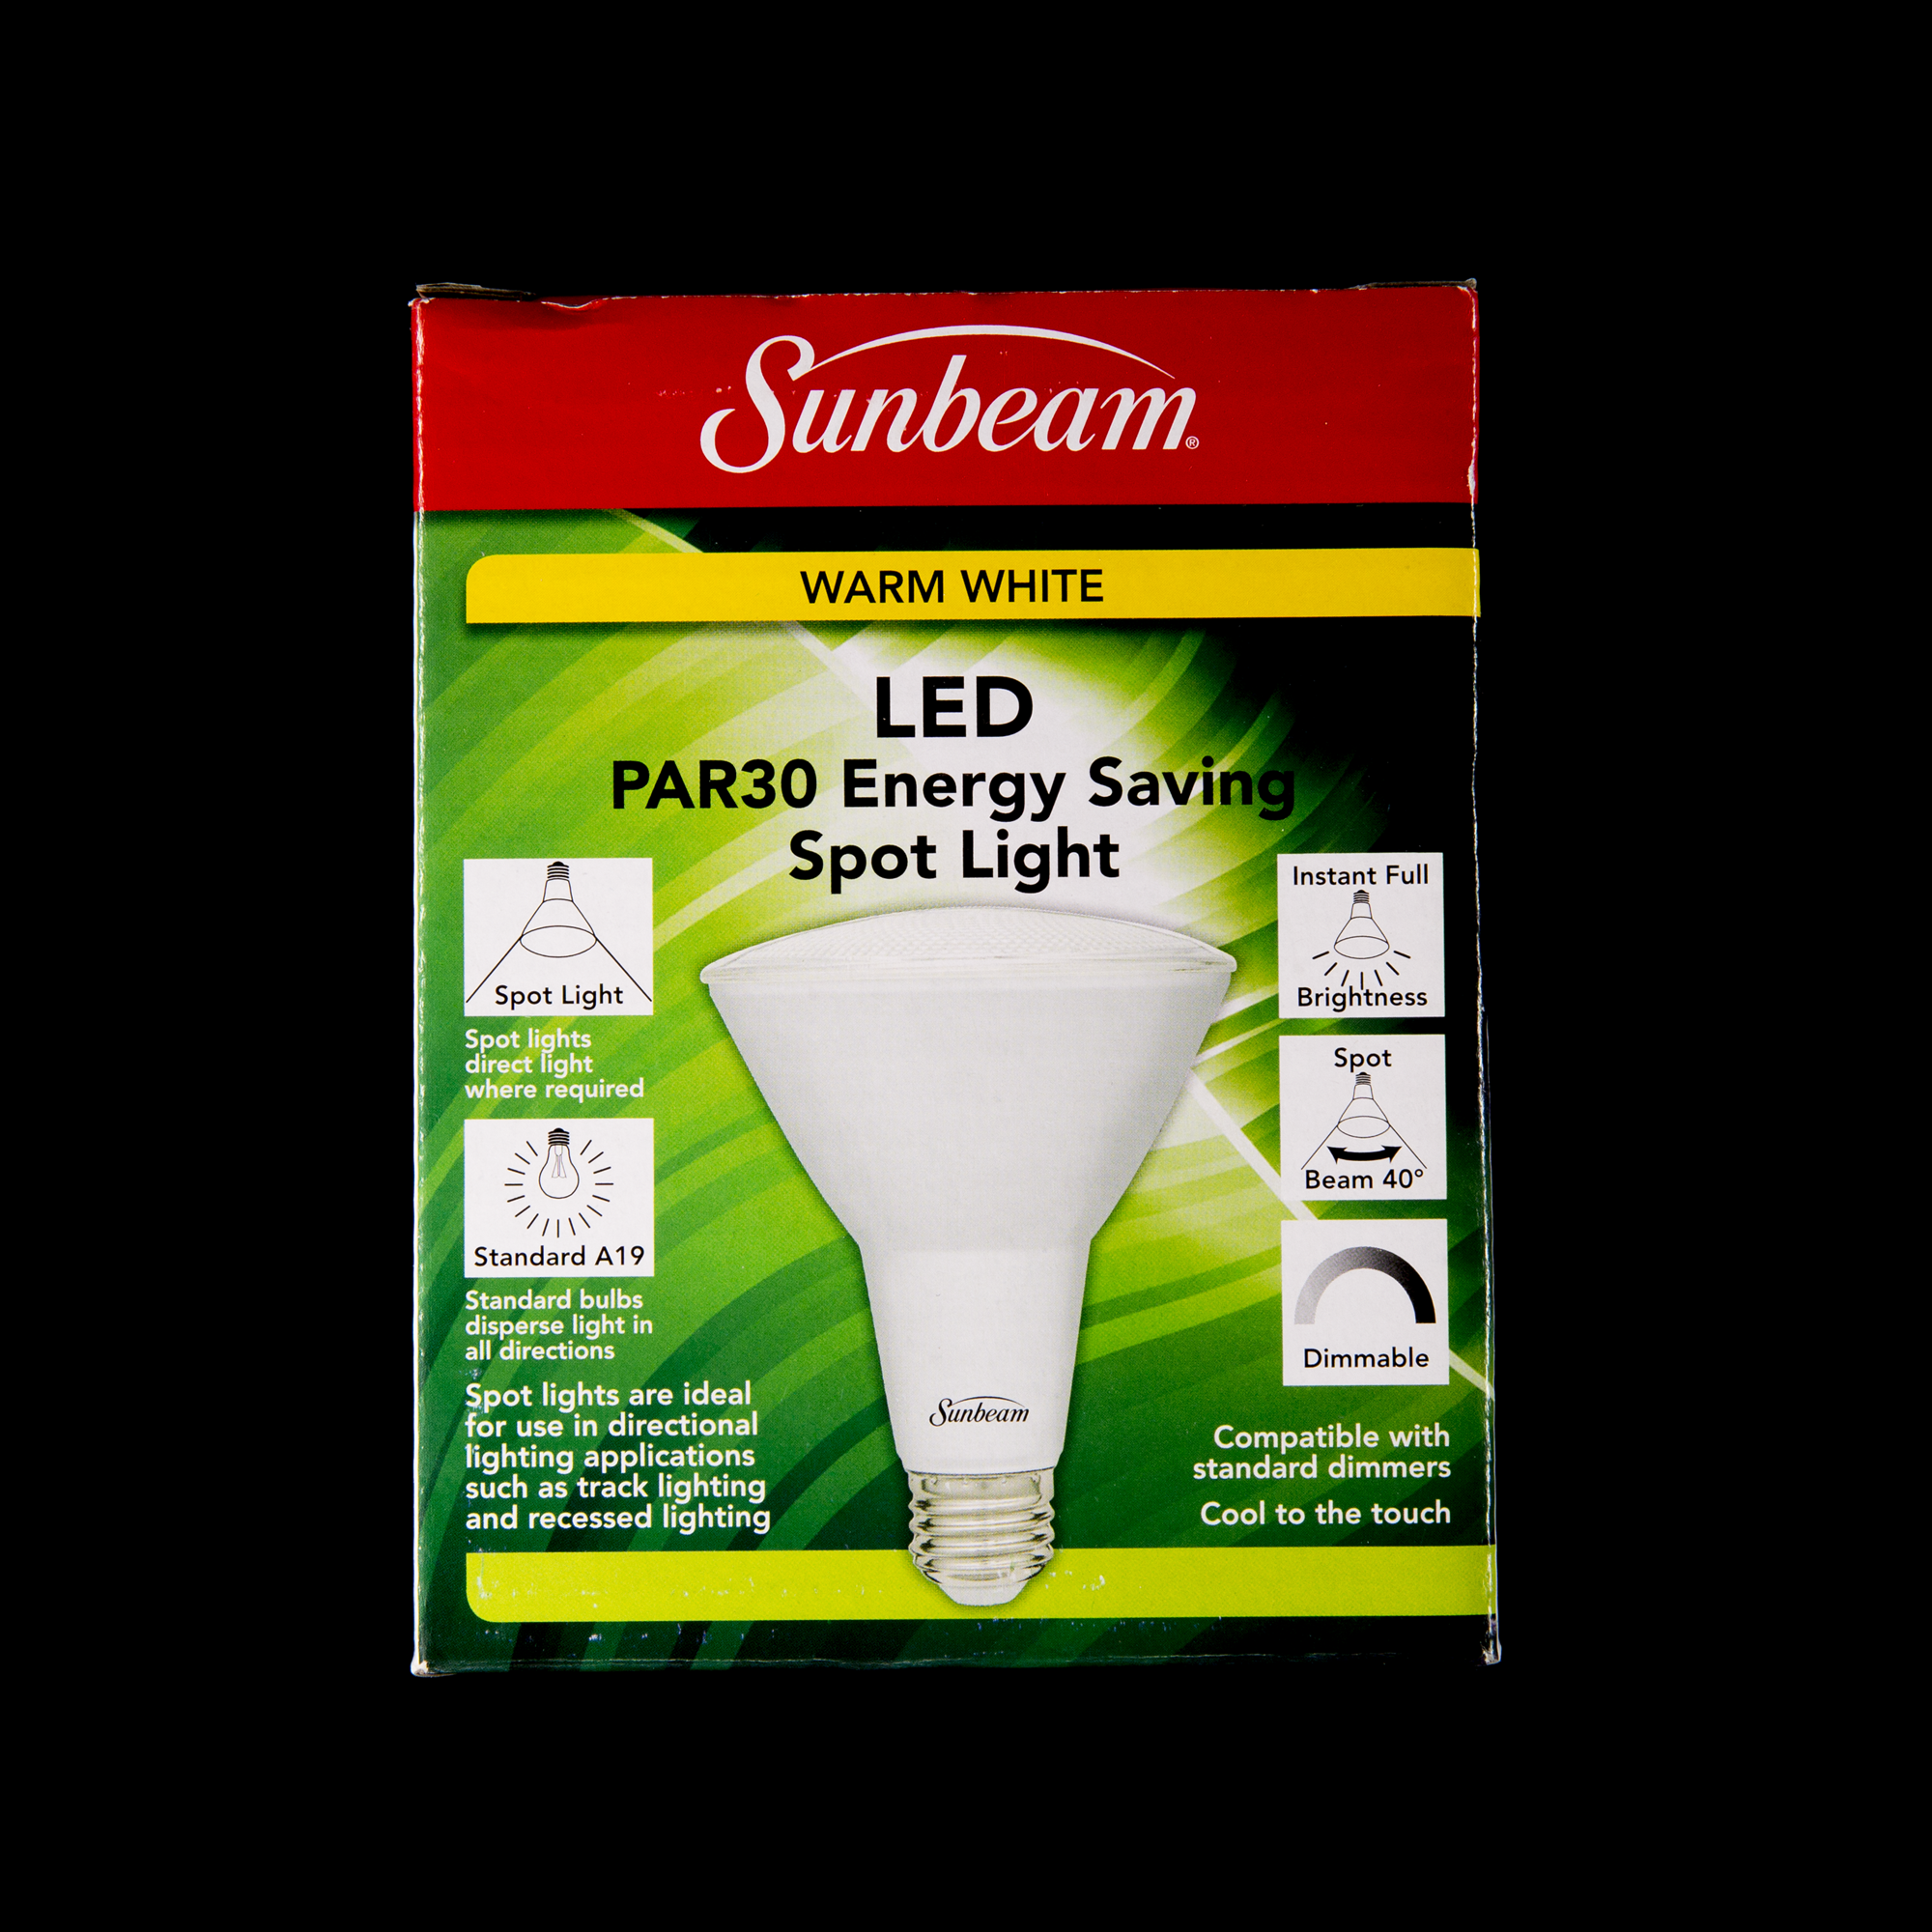 Sunbeam®
WARM WHITE
LED
PAR30 Energy Saving
Spot Light
Spot Light
Spot lights
direct light
where required
Standard A19
Standard bulbs
disperse light in
all directions
Spot lights are ideal
for use in directional
lighting applications
such as track lighting
and recessed lighting
Instant Full
Brightness
Spot
Beam 40°
Dimmable
Compatible with
standard dimmers
Cool to the touch
Sunbeam